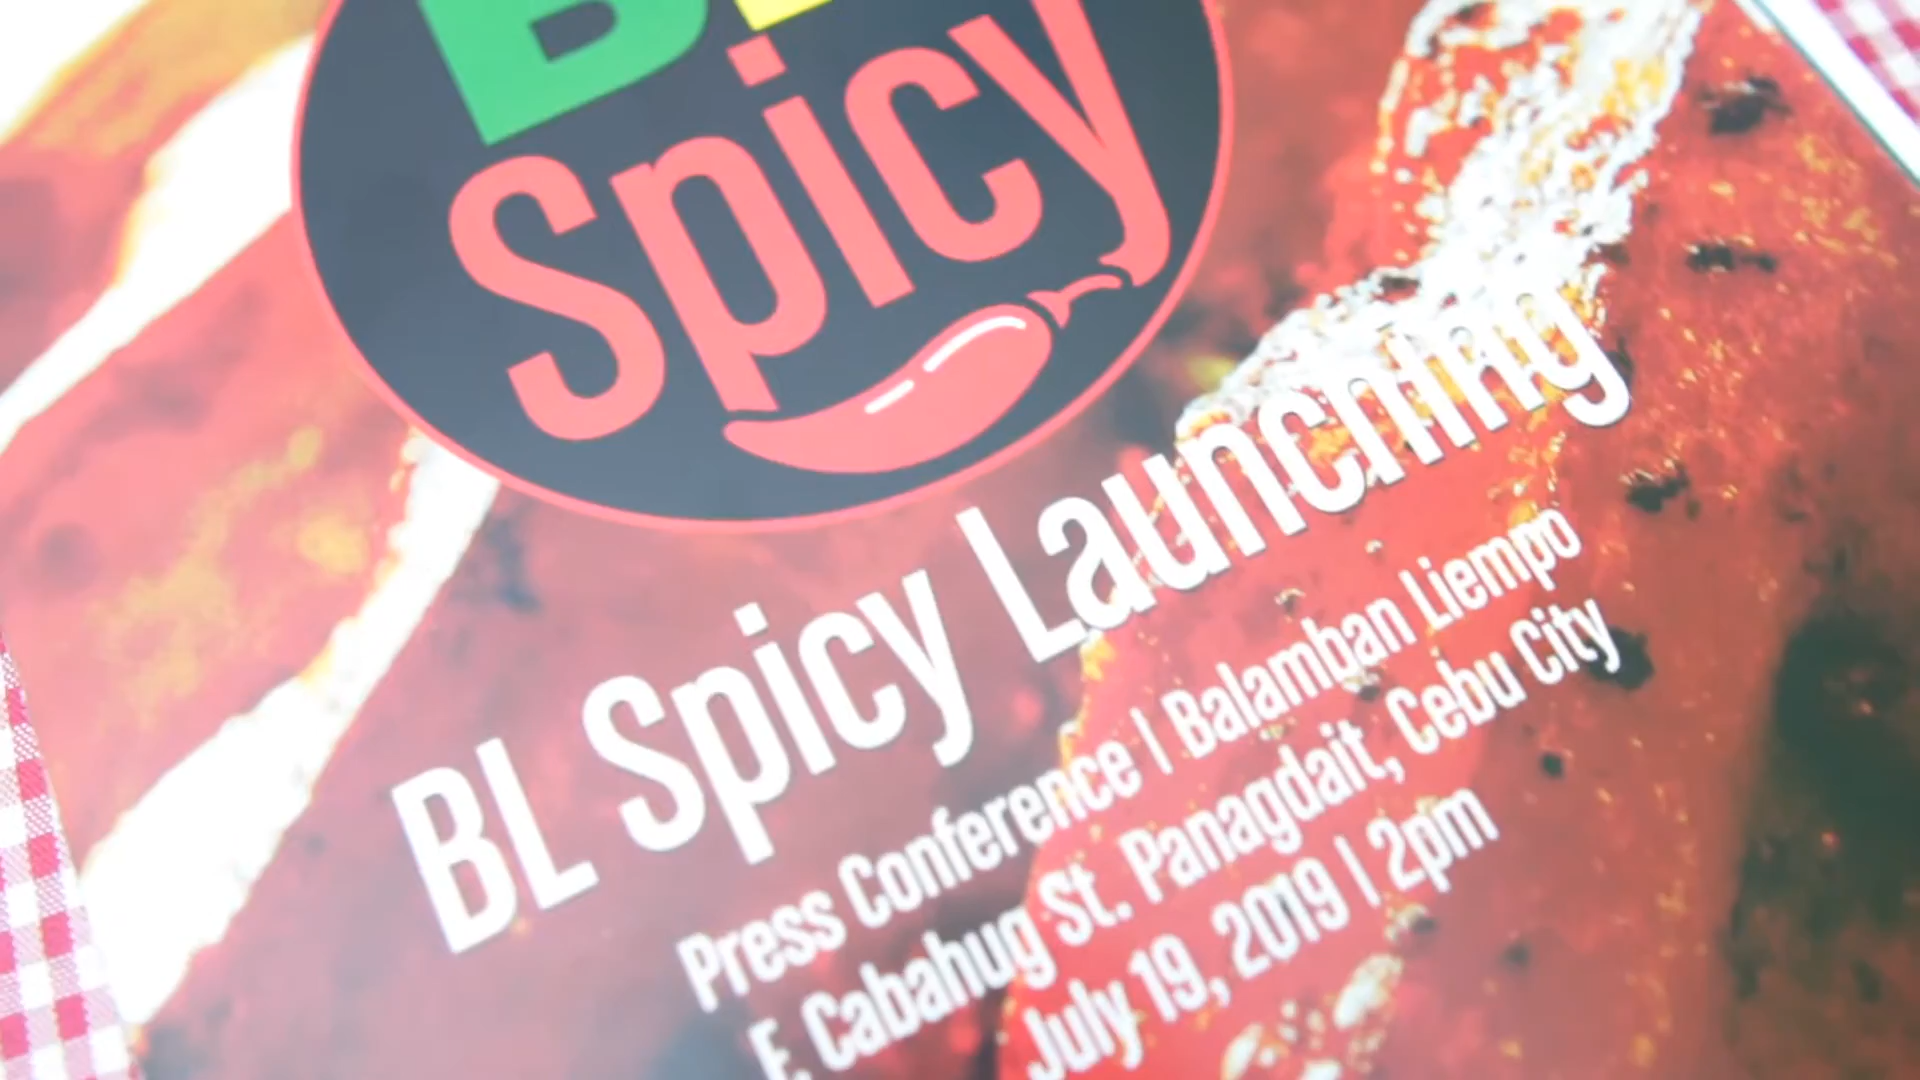 Spicy
BL Spicy Launching
Press Conference | Balamban Liempo
F. Cabahug St. Panagdait, Cebu City
July 19, 2019 | 2pm